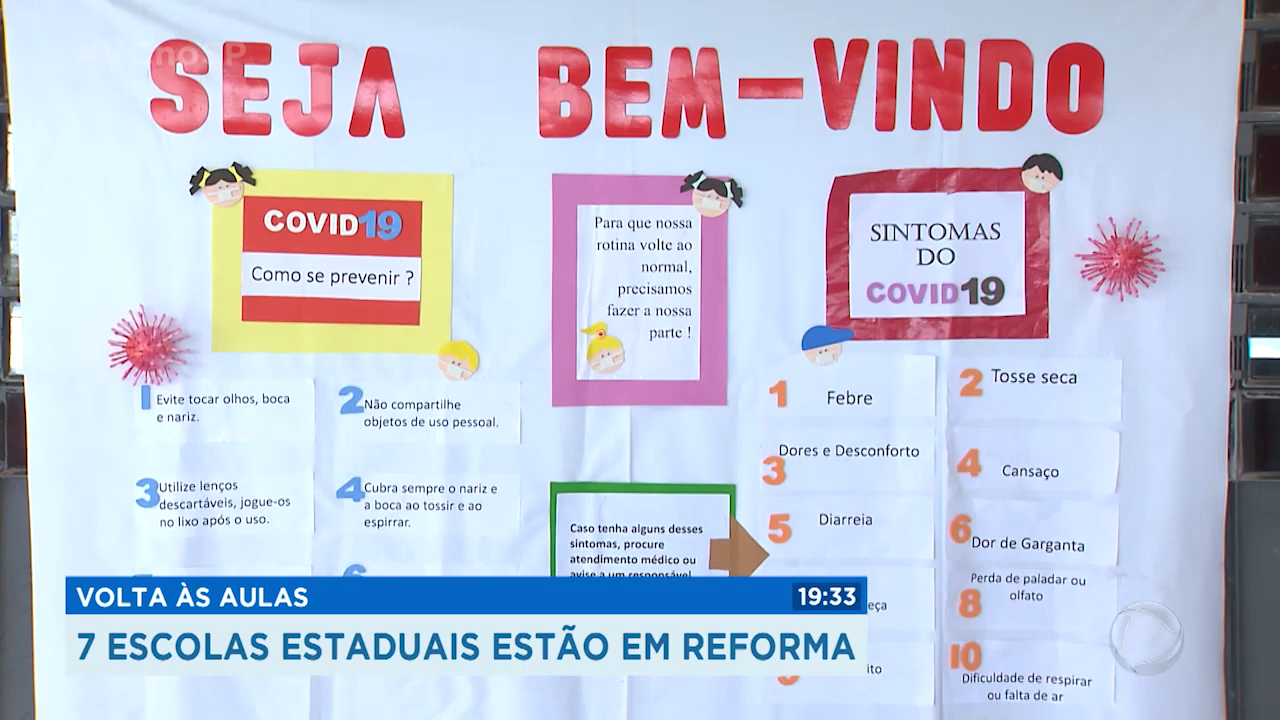 SEJA BEM-VINDO
COVID19
Como se prevenir ?
Para que nossa
rotina volte ao
normal,
precisamos
fazer a nossa
parte !
SINTOMAS
DO
COVID19
1 Evite tocar olhos, boca
e nariz.
2 Não compartilhe
objetos de uso pessoal.
3 Utilize lenços
descartáveis, jogue-os
no lixo após o uso.
4 Cubra sempre o nariz e
a boca ao tossir e ao
espirrar.
Caso tenha alguns desses
sintomas, procure
atendimento médico ou
avise a um responsável
1 Febre
2 Tosse seca
3 Dores e Desconforto
4 Cansaço
5 Diarreia
6 Dor de Garganta
8 Perda de paladar ou
olfato
10 Dificuldade de respirar
ou falta de ar
VOLTA ÀS AULAS
19:33
7 ESCOLAS ESTADUAIS ESTÃO EM REFORMA